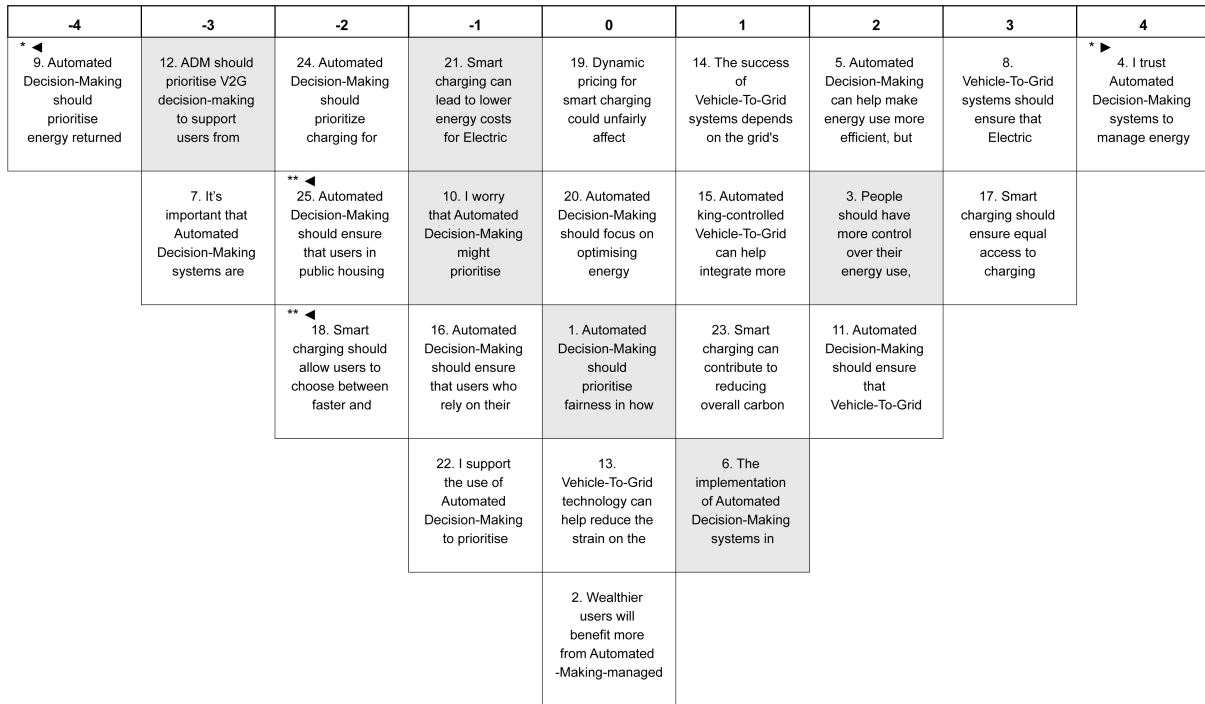 -4 -3 -2 -1 0 1 2 3 4
* ◄
9. Automated
Decision-Making
should
prioritise
energy returned
12. ADM should
prioritise V2G
decision-making
to support
users from
24. Automated
Decision-Making
should
prioritize
charging for
21. Smart
charging can
lead to lower
energy costs
for Electric
19. Dynamic
pricing for
smart charging
could unfairly
affect
14. The success
of
Vehicle-To-Grid
systems depends
on the grid's
5. Automated
Decision-Making
can help make
energy use more
efficient, but
8.
Vehicle-To-Grid
systems should
ensure that
Electric
* ►
4. I trust
Automated
Decision-Making
systems to
manage energy
7. It's
important that
Automated
Decision-Making
systems are
** ◄
25. Automated
Decision-Making
should ensure
that users in
public housing
10. I worry
that Automated
Decision-Making
might
prioritise
20. Automated
Decision-Making
should focus on
optimising
energy
15. Automated
king-controlled
Vehicle-To-Grid
can help
integrate more
3. People
should have
more control
over their
energy use,
17. Smart
charging should
ensure equal
access to
charging
** ◄
18. Smart
charging should
allow users to
choose between
faster and
16. Automated
Decision-Making
should ensure
that users who
rely on their
1. Automated
Decision-Making
should
prioritise
fairness in how
23. Smart
charging can
contribute to
reducing
overall carbon
11. Automated
Decision-Making
should ensure
that
Vehicle-To-Grid
22. I support
the use of
Automated
Decision-Making
to prioritise
13.
Vehicle-To-Grid
technology can
help reduce the
strain on the
6. The
implementation
of Automated
Decision-Making
systems in
2. Wealthier
users will
benefit more
from Automated
-Making-managed